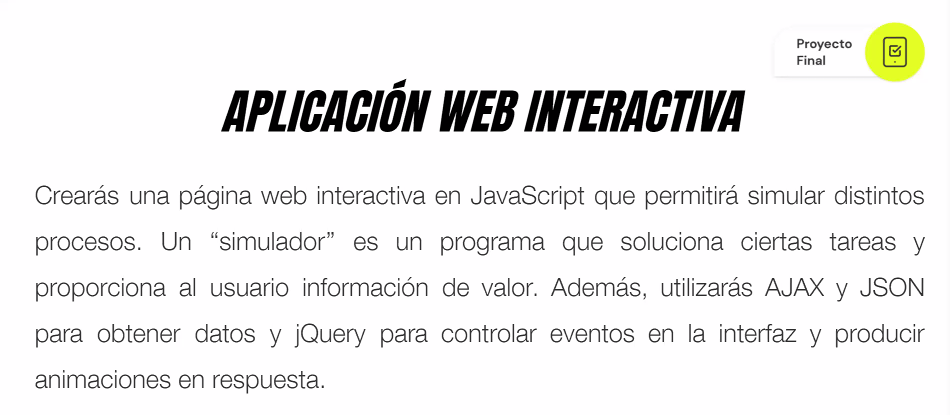 Proyecto
Final
APLICACIÓN WEB INTERACTIVA
Crearás una página web interactiva en JavaScript que permitirá simular distintos
procesos. Un “simulador” es un programa que soluciona ciertas tareas y
proporciona al usuario información de valor. Además, utilizarás AJAX y JSON
para obtener datos y jQuery para controlar eventos en la interfaz y producir
animaciones en respuesta.